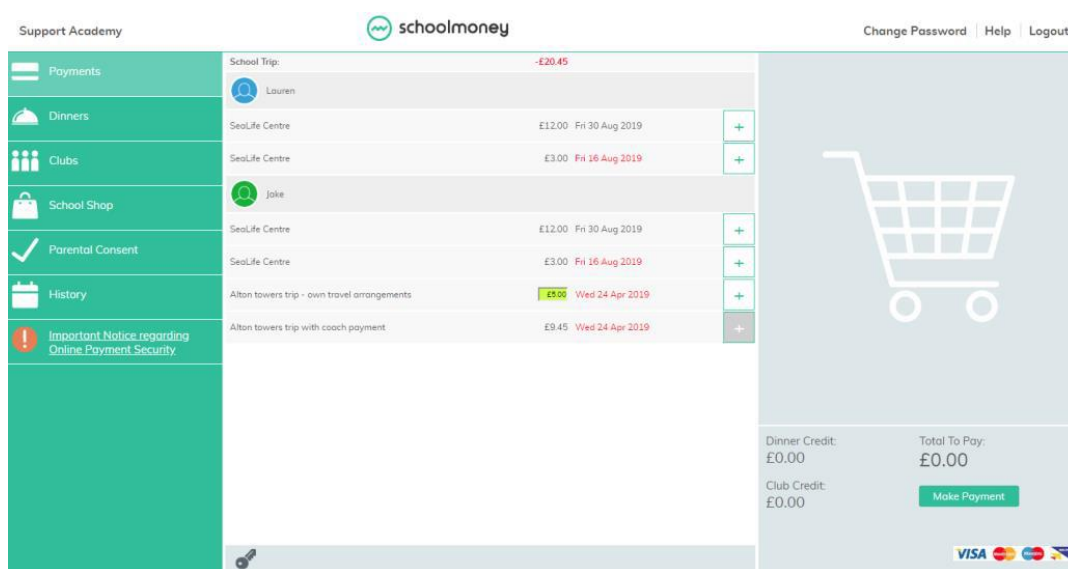 Support Academy
schoolmoney
Change Password Help Logout
Payments
Dinners
Clubs
School Shop
Parental Consent
History
Important Notice regarding
Online Payment Security
School Trip: -£20.45
Lauren
SeaLife Centre £12.00 Fri 30 Aug 2019 +
SeaLife Centre £3.00 Fri 16 Aug 2019 +
Jake
SeaLife Centre £12.00 Fri 30 Aug 2019 +
SeaLife Centre £3.00 Fri 16 Aug 2019 +
Alton towers trip - own travel arrangements £5.00 Wed 24 Apr 2019 +
Alton towers trip with coach payment £9.45 Wed 24 Apr 2019 +
Dinner Credit: Total To Pay:
£0.00 £0.00
Club Credit: Make Payment
£0.00
VISA